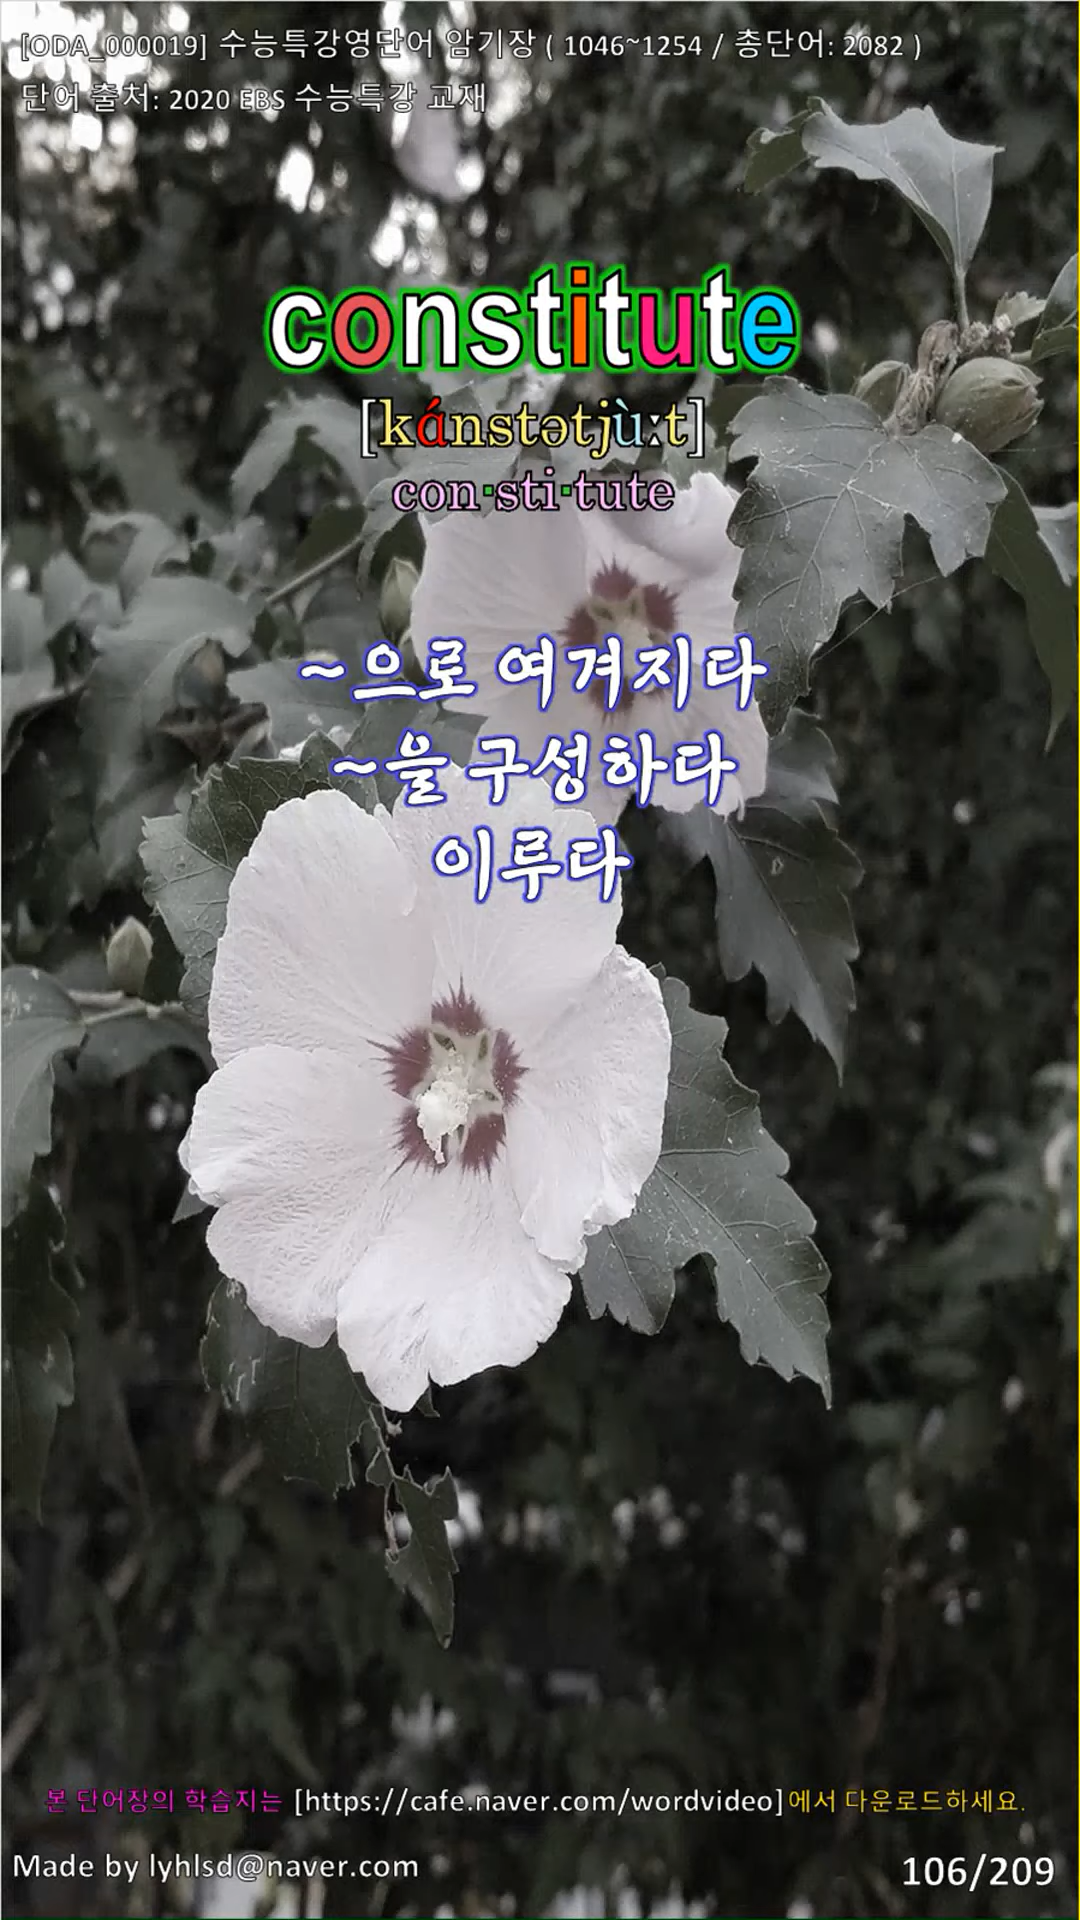 [ODA_000019] 수능특강영단어 암기장 ( 1046~1254 / 총단어: 2082 )
단어 출처: 2020 EBS 수능특강 교재
constitute
[kánstətjùːt]
con·sti·tute
~으로 여겨지다
~을 구성하다
이루다
본 단어장의 학습지는 [https://cafe.naver.com/wordvideo]에서 다운로드하세요.
Made by lyhlsd@naver.com
106/209